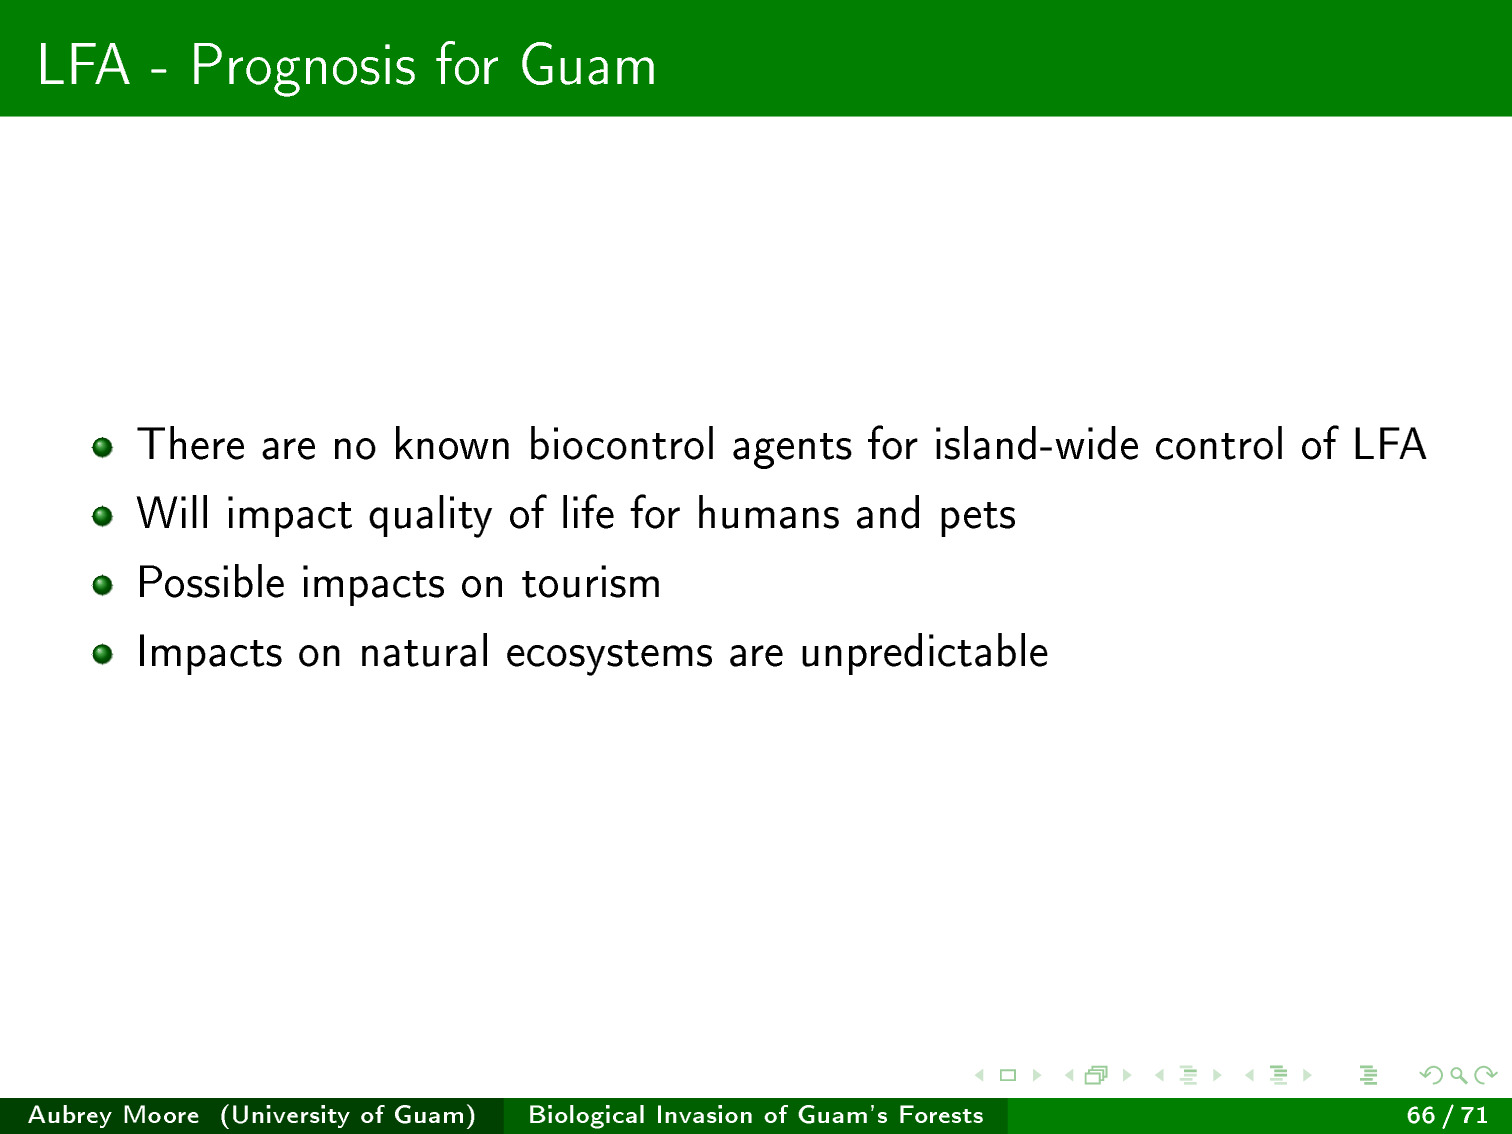 LFA - Prognosis for Guam
There are no known biocontrol agents for island-wide control of LFA
Will impact quality of life for humans and pets
Possible impacts on tourism
Impacts on natural ecosystems are unpredictable
Aubrey Moore (University of Guam) Biological Invasion of Guam's Forests 66 / 71